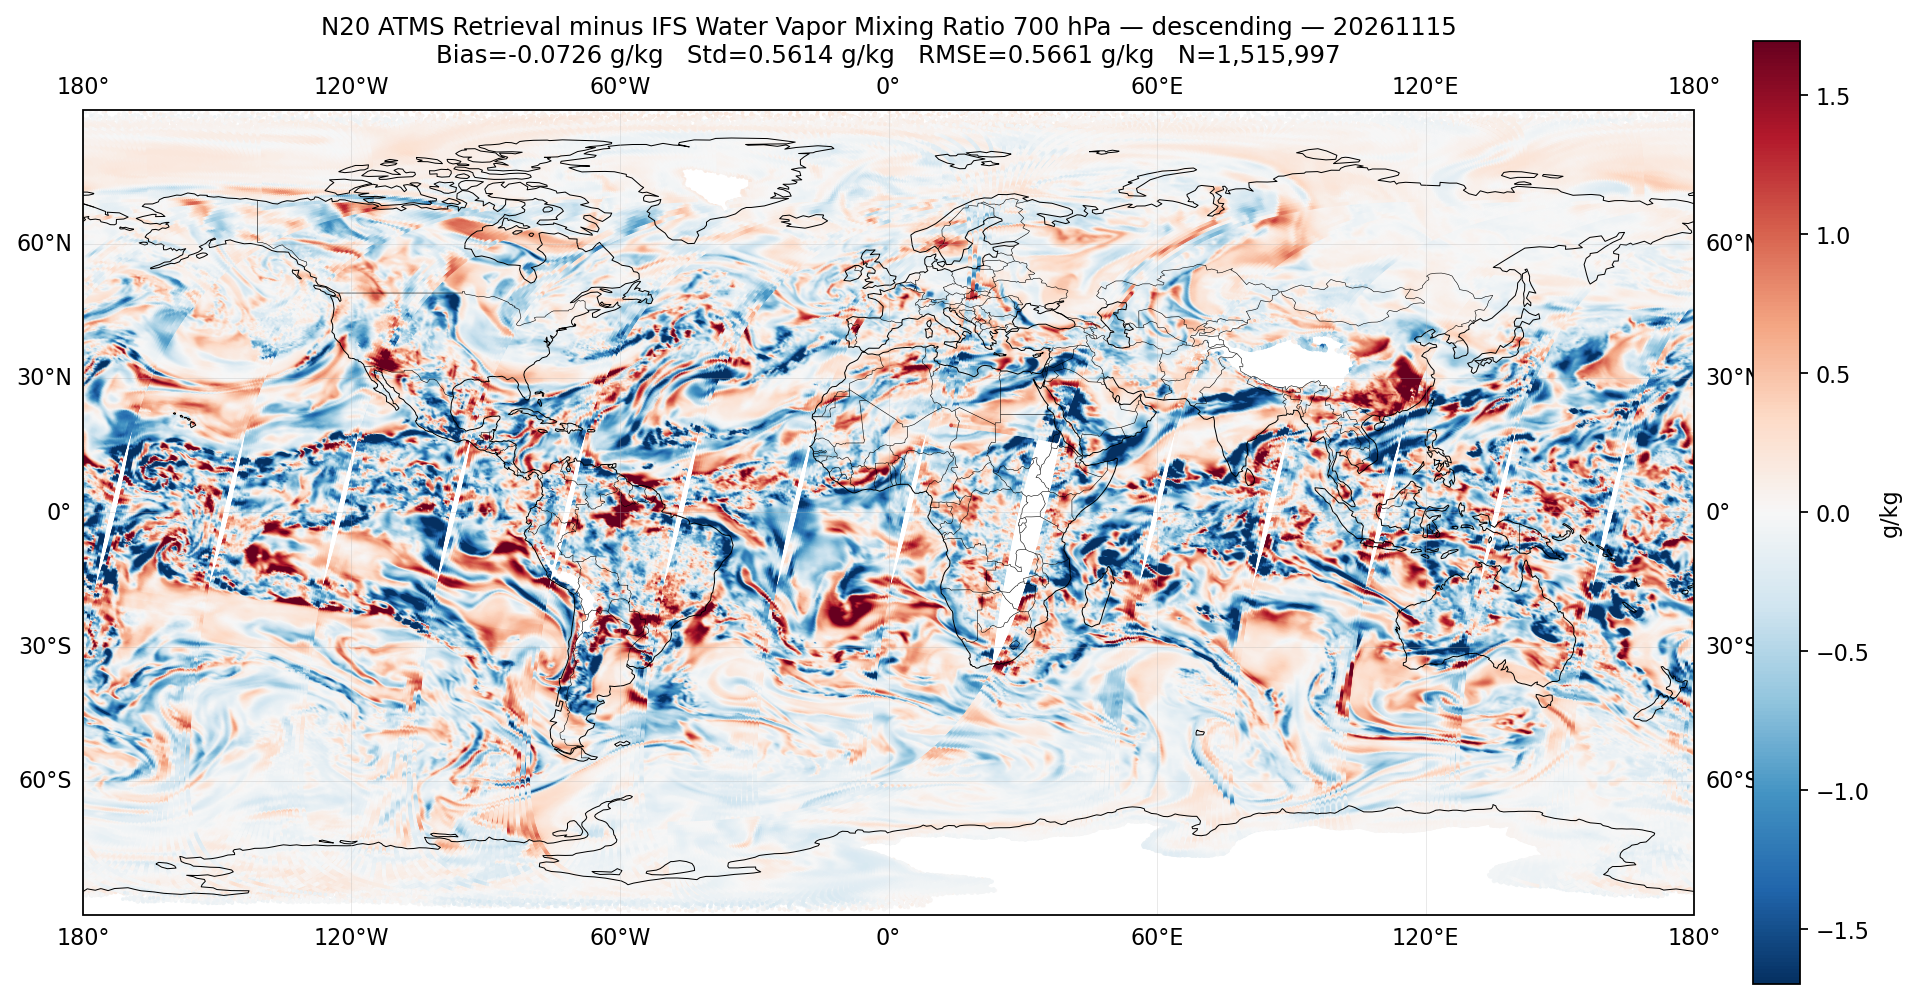 N20 ATMS Retrieval minus IFS Water Vapor Mixing Ratio 700 hPa — descending — 20261115
Bias=-0.0726 g/kg   Std=0.5614 g/kg   RMSE=0.5661 g/kg   N=1,515,997
180° 120°W 60°W 0° 60°E 120°E 180°
60°N 60°N
30°N 30°N
0° 0°
30°S 30°S
60°S 60°S
180° 120°W 60°W 0° 60°E 120°E 180°
1.5
1.0
0.5
0.0
−0.5
−1.0
−1.5
g/kg